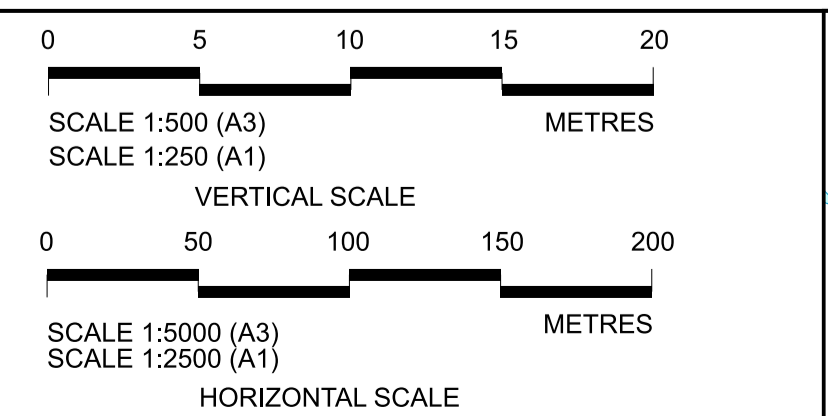 0 5 10 15 20
SCALE 1:500 (A3) METRES
SCALE 1:250 (A1)
VERTICAL SCALE
0 50 100 150 200
SCALE 1:5000 (A3) METRES
SCALE 1:2500 (A1)
HORIZONTAL SCALE